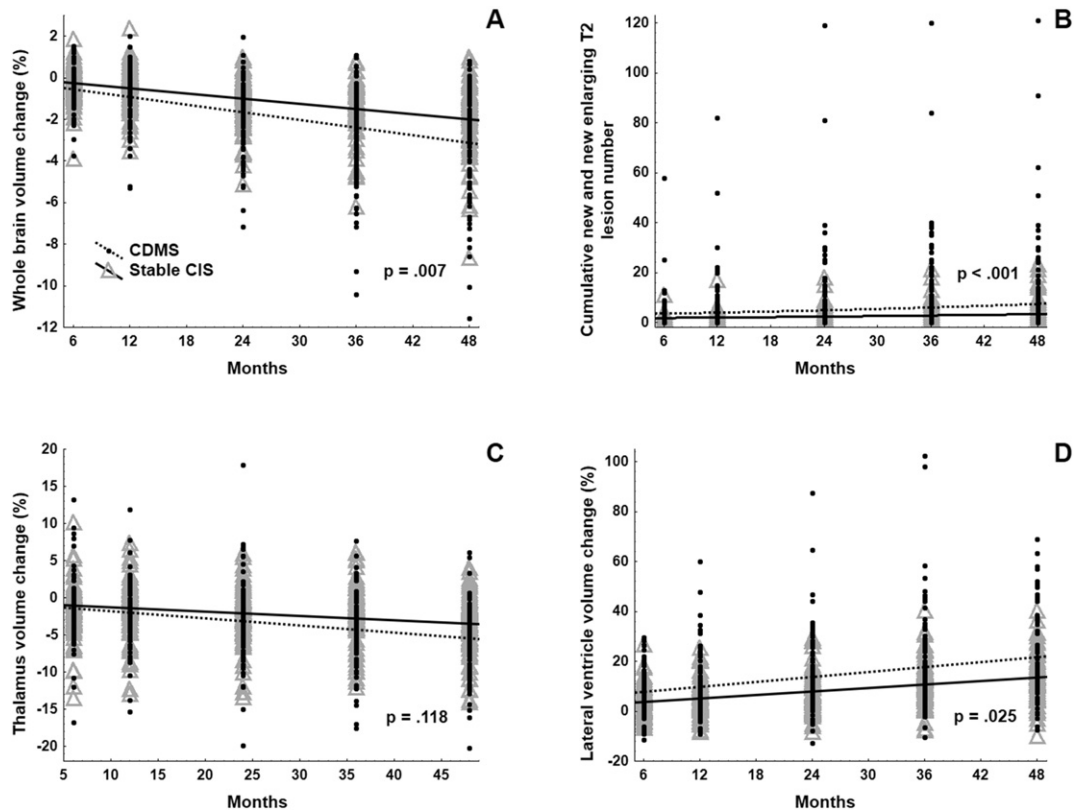 A
Whole brain volume change (%)
2
0
-2
-4
-6
-8
-10
-12
CDMS
Stable CIS
p = .007
6 12 18 24 30 36 42 48
Months
B
Cumulative and new enlarging T2
lesion number
120
100
80
60
40
20
0
p < .001
6 12 18 24 30 36 42 48
Months
C
Thalamus volume change (%)
20
15
10
5
0
-5
-10
-15
-20
p = .118
5 10 15 20 25 30 35 40 45
Months
D
Lateral ventricle volume change (%)
100
80
60
40
20
0
-20
p = .025
6 12 18 24 30 36 42 48
Months